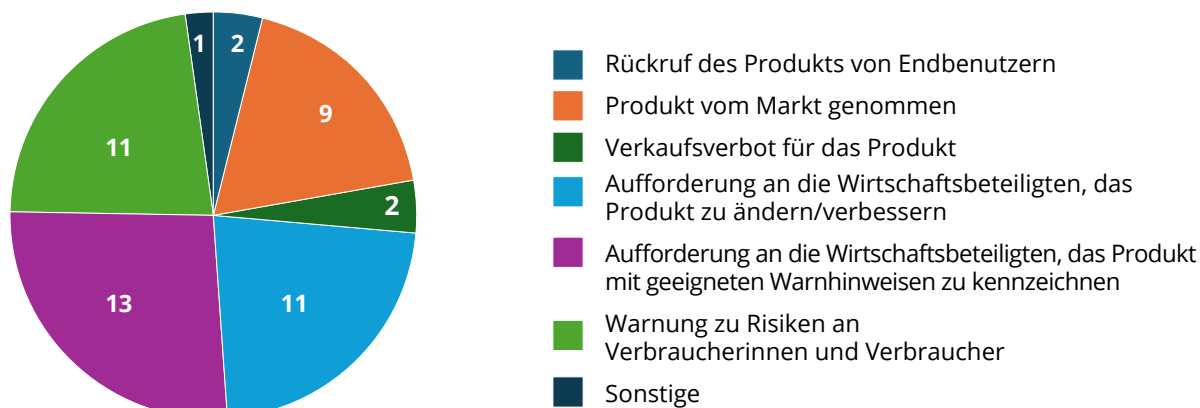 1
2
9
11
2
13
11
Rückruf des Produkts von Endbenutzern
Produkt vom Markt genommen
Verkaufsverbot für das Produkt
Aufforderung an die Wirtschaftsbeteiligten, das
Produkt zu ändern/verbessern
Aufforderung an die Wirtschaftsbeteiligten, das Produkt
mit geeigneten Warnhinweisen zu kennzeichnen
Warnung zu Risiken an
Verbraucherinnen und Verbraucher
Sonstige